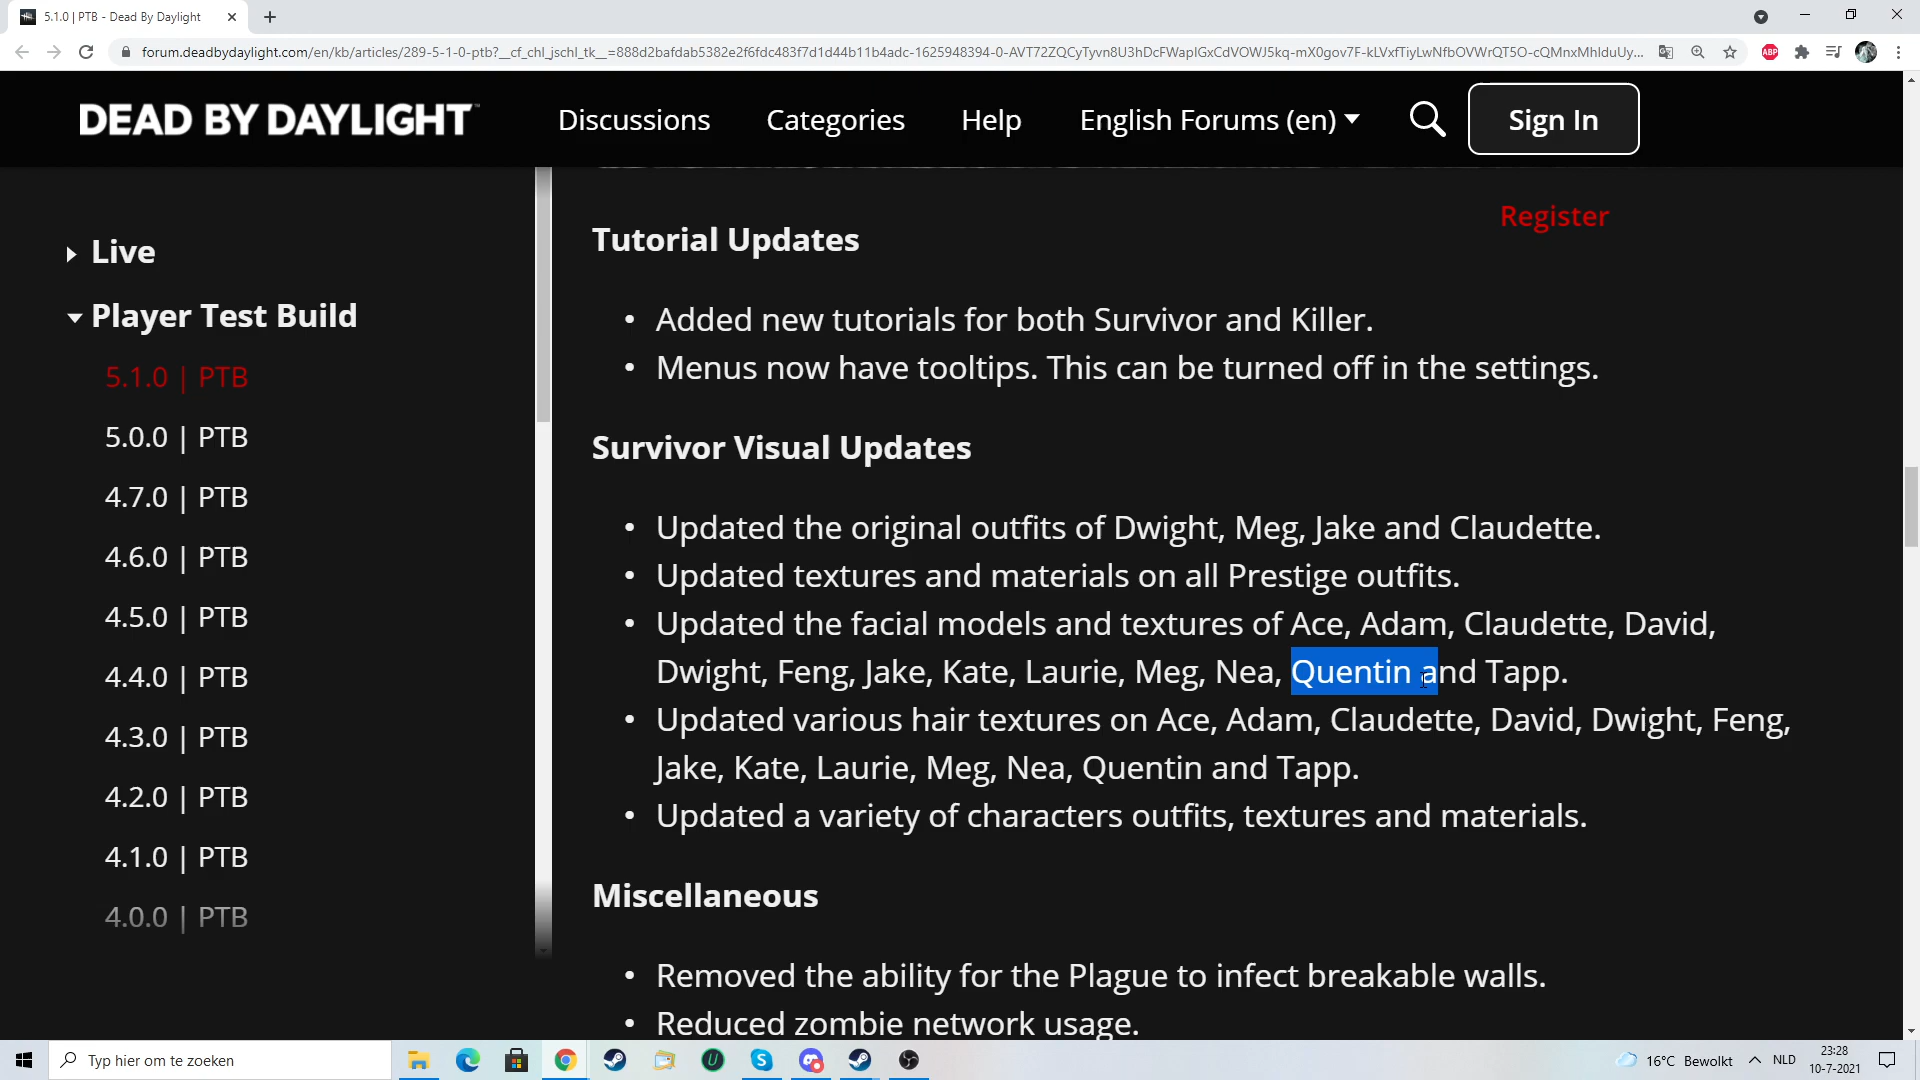 5.1.0 | PTB - Dead By Daylight
forum.deadbydaylight.com/en/kb/articles/289-5-1-0-ptb?__cf_chl_jschl_tk__=888d2bafdab5382e2f6fdc483f7d1d44b11b4adc-1625948394-0-AVT72ZQCyTyvn8U3hDcFWapIGxCdVOWJ5kq-mX0gov7F-kLVxfTiyLwNfbOVWrQT5O-cQMnxMhIduUy...
ABP
DEAD BY DAYLIGHT
Discussions
Categories
Help
English Forums (en)
Sign In
Register
Live
Player Test Build
5.1.0 | PTB
5.0.0 | PTB
4.7.0 | PTB
4.6.0 | PTB
4.5.0 | PTB
4.4.0 | PTB
4.3.0 | PTB
4.2.0 | PTB
4.1.0 | PTB
4.0.0 | PTB
Tutorial Updates
• Added new tutorials for both Survivor and Killer.
• Menus now have tooltips. This can be turned off in the settings.
Survivor Visual Updates
• Updated the original outfits of Dwight, Meg, Jake and Claudette.
• Updated textures and materials on all Prestige outfits.
• Updated the facial models and textures of Ace, Adam, Claudette, David,
Dwight, Feng, Jake, Kate, Laurie, Meg, Nea, Quentin and Tapp.
• Updated various hair textures on Ace, Adam, Claudette, David, Dwight, Feng,
Jake, Kate, Laurie, Meg, Nea, Quentin and Tapp.
• Updated a variety of characters outfits, textures and materials.
Miscellaneous
• Removed the ability for the Plague to infect breakable walls.
• Reduced zombie network usage.
Typ hier om te zoeken
16°C Bewolkt
NLD
23:28
10-7-2021